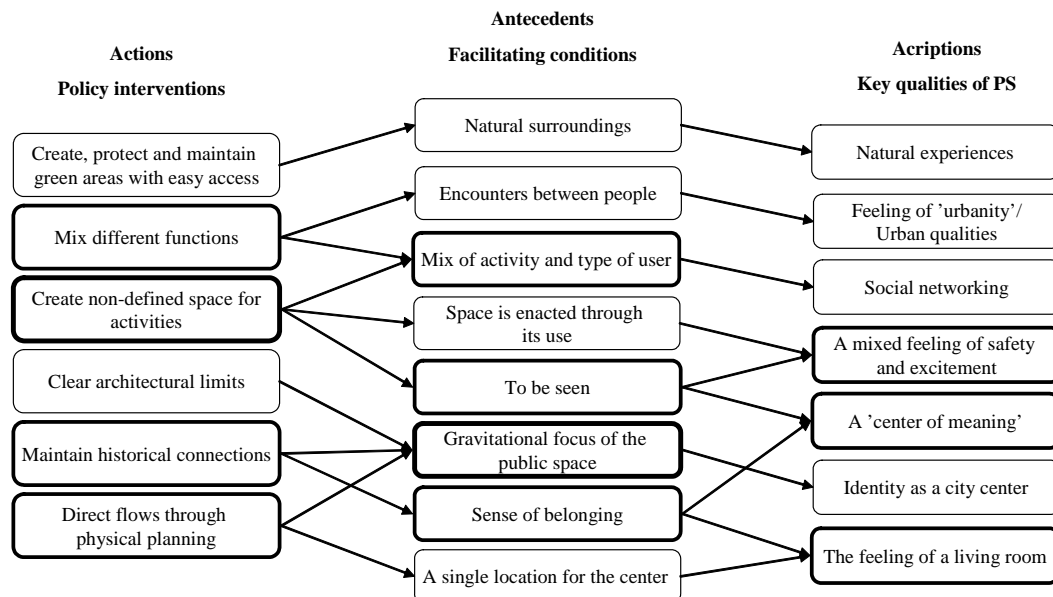 Actions
Policy interventions
Create, protect and maintain
green areas with easy access
Mix different functions
Create non-defined space for
activities
Clear architectural limits
Maintain historical connections
Direct flows through
physical planning
Antecedents
Facilitating conditions
Natural surroundings
Encounters between people
Mix of activity and type of user
Space is enacted through
its use
To be seen
Gravitational focus of the
public space
Sense of belonging
A single location for the center
Acriptions
Key qualities of PS
Natural experiences
Feeling of ’urbanity’/
Urban qualities
Social networking
A mixed feeling of safety
and excitement
A ’center of meaning’
Identity as a city center
The feeling of a living room